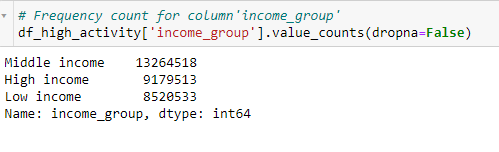 # Frequency count for column'income_group'
df_high_activity['income_group'].value_counts(dropna=False)
Middle income    13264518
High income       9179513
Low income        8520533
Name: income_group, dtype: int64